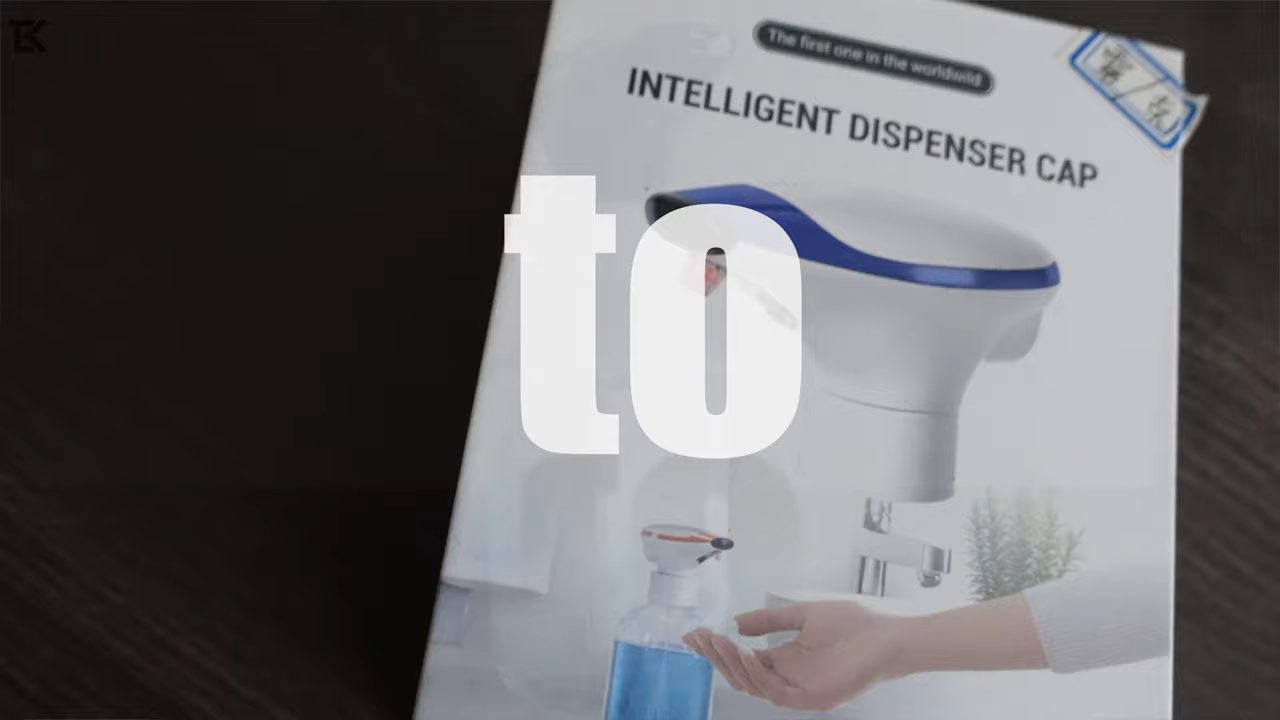 The first one in the worldwild
INTELLIGENT DISPENSER CAP
to